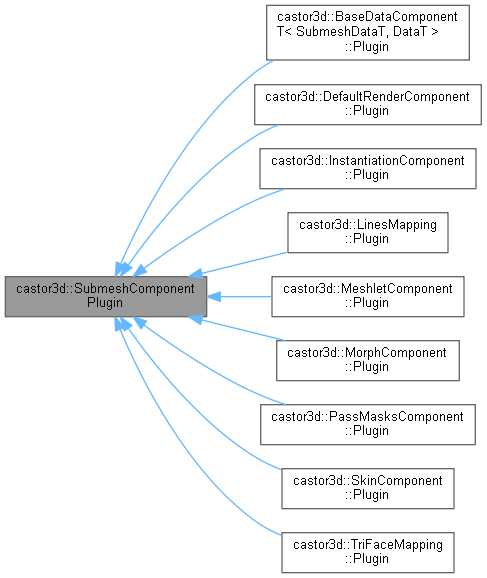 castor3d::BaseDataComponent
T< SubmeshDataT, DataT >
::Plugin
castor3d::DefaultRenderComponent
::Plugin
castor3d::InstantiationComponent
::Plugin
castor3d::LinesMapping
::Plugin
castor3d::SubmeshComponent
Plugin
castor3d::MeshletComponent
::Plugin
castor3d::MorphComponent
::Plugin
castor3d::PassMasksComponent
::Plugin
castor3d::SkinComponent
::Plugin
castor3d::TriFaceMapping
::Plugin